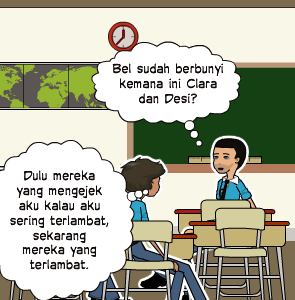 Bel sudah berbunyi
kemana ini Clara
dan Desi?
Dulu mereka
yang mengejek
aku kalau aku
sering terlambat,
sekarang
mereka yang
terlambat.